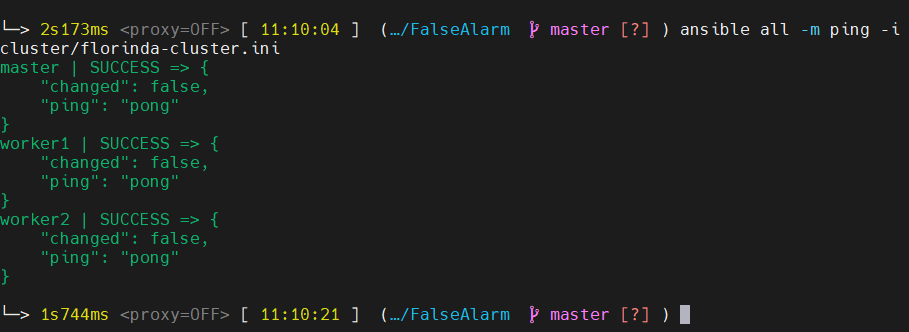 └─> 2s173ms <proxy=OFF> [ 11:10:04 ]  (…/FalseAlarm  master [?] ) ansible all -m ping -i
cluster/florinda-cluster.ini
master | SUCCESS => {
    "changed": false,
    "ping": "pong"
}
worker1 | SUCCESS => {
    "changed": false,
    "ping": "pong"
}
worker2 | SUCCESS => {
    "changed": false,
    "ping": "pong"
}
└─> 1s744ms <proxy=OFF> [ 11:10:21 ]  (…/FalseAlarm  master [?] )